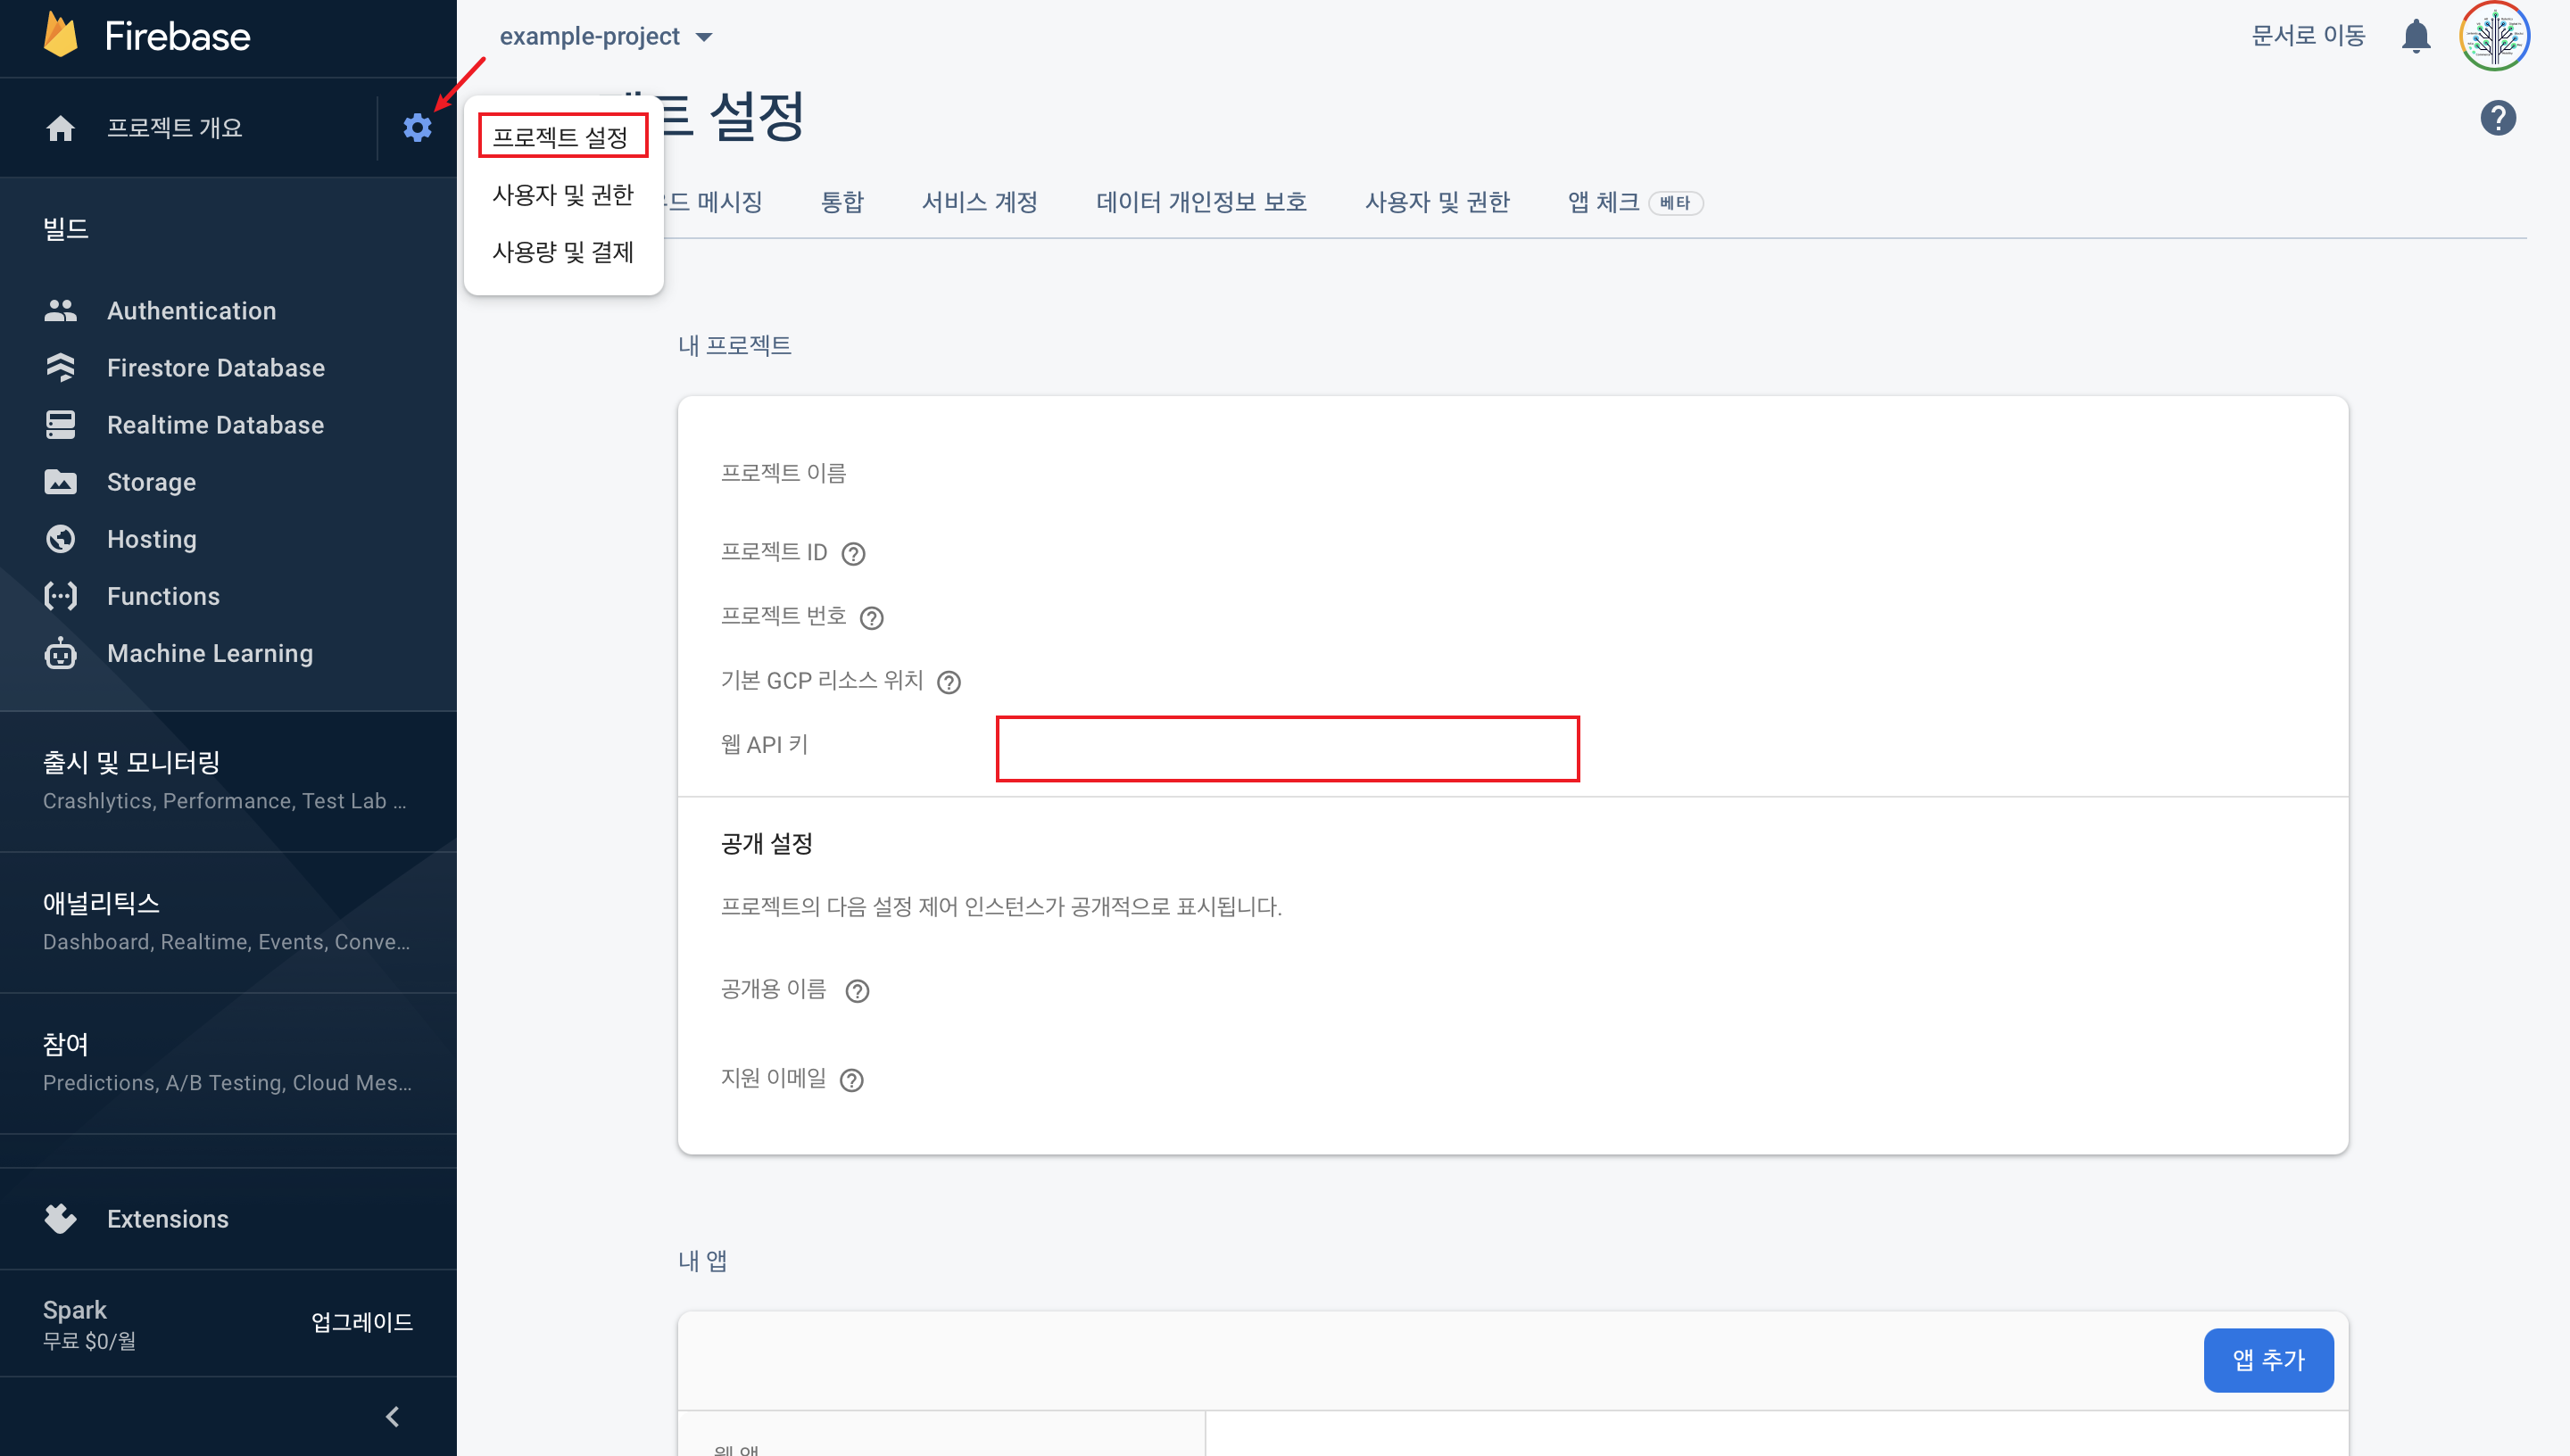 Firebase
프로젝트 개요
빌드
Authentication
Firestore Database
Realtime Database
Storage
Hosting
Functions
Machine Learning
출시 및 모니터링
Crashlytics, Performance, Test Lab ...
애널리틱스
Dashboard, Realtime, Events, Conve...
참여
Predictions, A/B Testing, Cloud Mes...
Extensions
Spark
무료 $0/월
업그레이드
example-project
문서로 이동
프로젝트 설정
사용자 및 권한
사용량 및 결제
트 설정
드 메시징 통합 서비스 계정 데이터 개인정보 보호 사용자 및 권한 앱 체크 베타
내 프로젝트
프로젝트 이름
프로젝트 ID
프로젝트 번호
기본 GCP 리소스 위치
웹 API 키
공개 설정
프로젝트의 다음 설정 제어 인스턴스가 공개적으로 표시됩니다.
공개용 이름
지원 이메일
내 앱
앱 추가